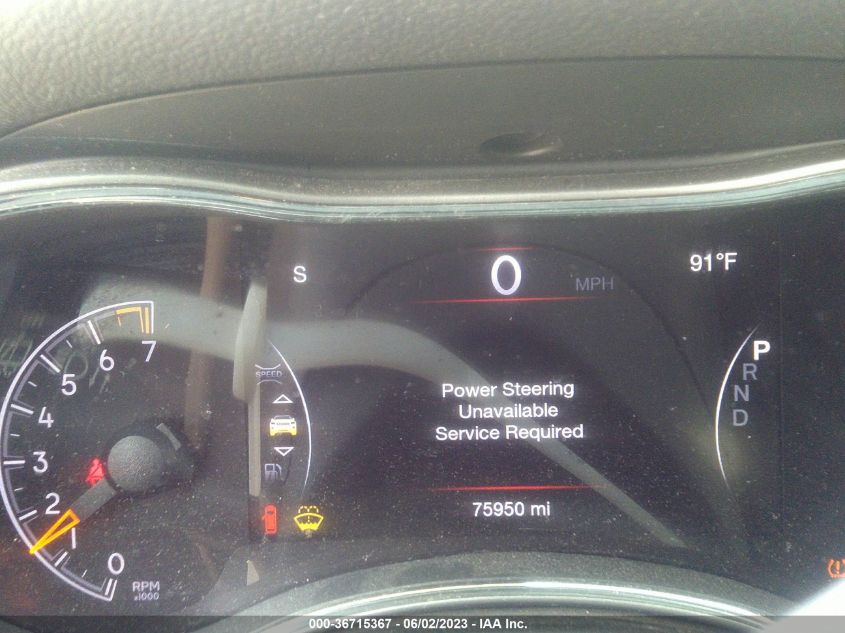 S
0
MPH
91°F
7
6
5
4
3
2
1
0
RPM
x1000
SPEED
P
R
N
D
Power Steering
Unavailable
Service Required
75950 mi
000-36715367 - 06/02/2023 - IAA Inc.